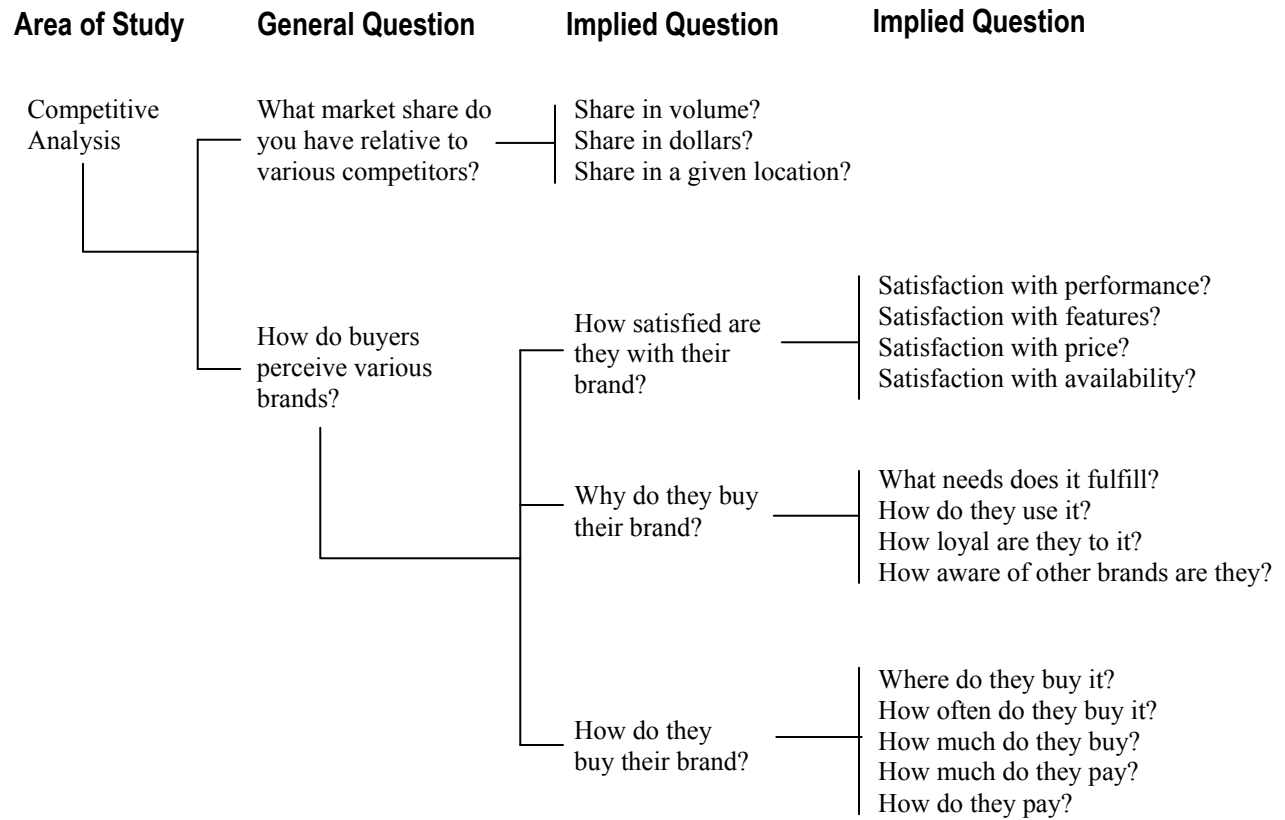 Area of Study
General Question
Implied Question
Implied Question
Competitive
Analysis
What market share do
you have relative to
various competitors?
Share in volume?
Share in dollars?
Share in a given location?
How do buyers
perceive various
brands?
How satisfied are
they with their
brand?
Satisfaction with performance?
Satisfaction with features?
Satisfaction with price?
Satisfaction with availability?
Why do they buy
their brand?
What needs does it fulfill?
How do they use it?
How loyal are they to it?
How aware of other brands are they?
How do they
buy their brand?
Where do they buy it?
How often do they buy it?
How much do they buy?
How much do they pay?
How do they pay?